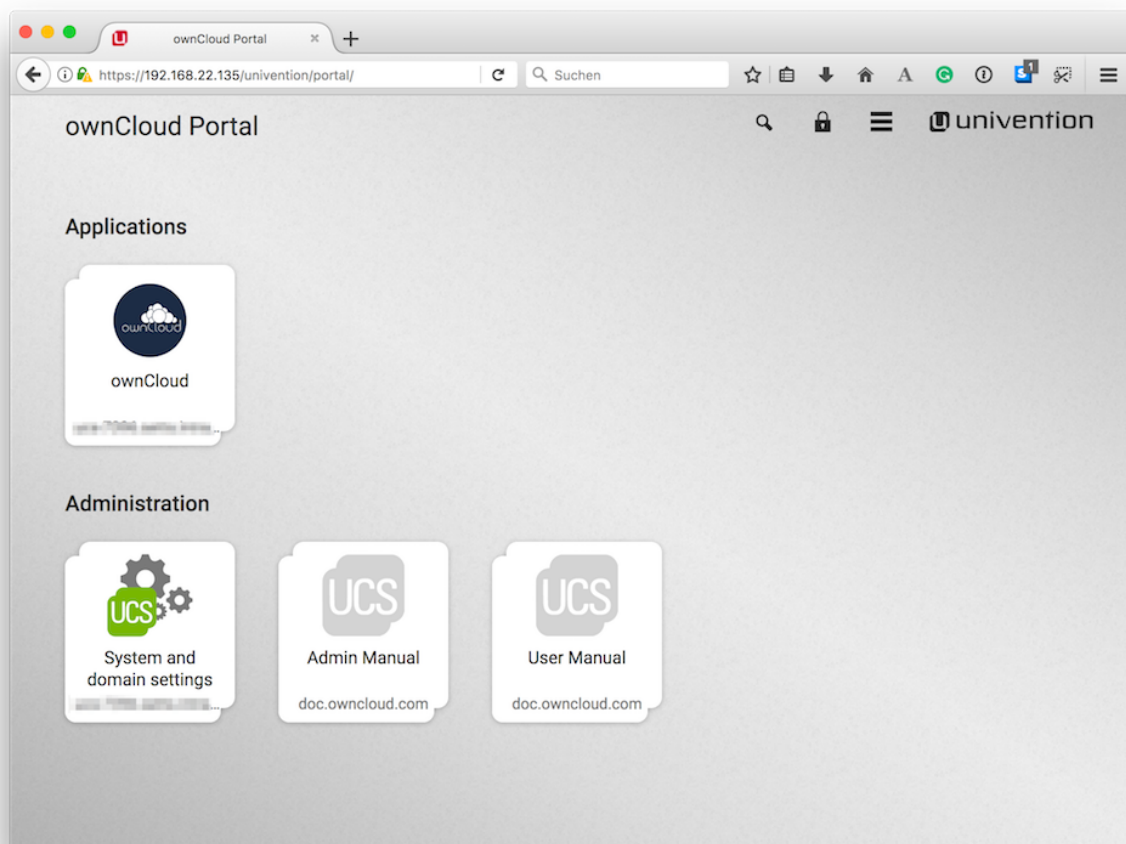 ownCloud Portal
https://192.168.22.135/univention/portal/
Suchen
1
ownCloud Portal
univention
Applications
ownCloud
ownCloud
Administration
UCS
System and
domain settings
UCS
Admin Manual
doc.owncloud.com
UCS
User Manual
doc.owncloud.com